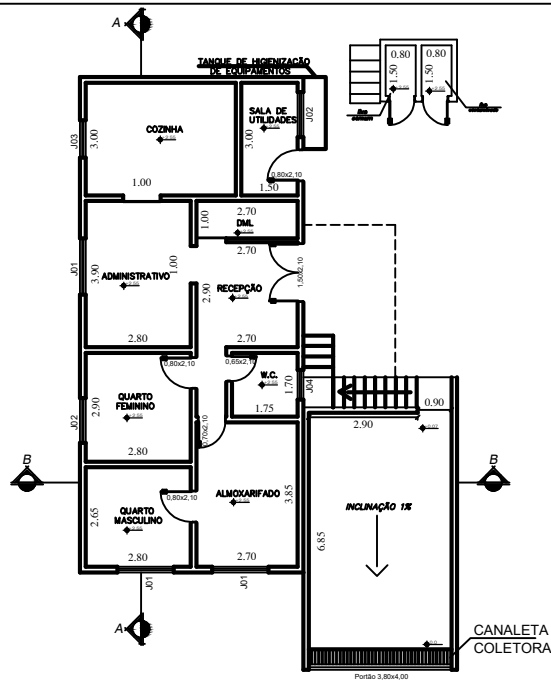 A
TANQUE DE HIGIENIZAÇÃO
DE EQUIPAMENTOS
0.80
0.80
1.50
1.50
J03
3.00
COZINHA
1.00
SALA DE
UTILIDADES
3.00
1.50
J02
0,80x2,10
2.70
DML
1.00
J01
3.90
ADMINISTRATIVO
1.00
2.80
2.70
RECEPÇÃO
2.90
2.70
1,50x2,10
0,80x2,10
0,65x2,10
W.C.
1.70
1.75
J04
J02
2.90
QUARTO
FEMININO
2.80
0,70x2,10
2.90
0.90
B
B
2.65
QUARTO
MASCULINO
0,80x2,10
2.80
ALMOXARIFADO
3.85
2.70
J01
J01
INCLINAÇÃO 1%
6.85
A
CANALETA
COLETORA
Portão 3,80x4,00